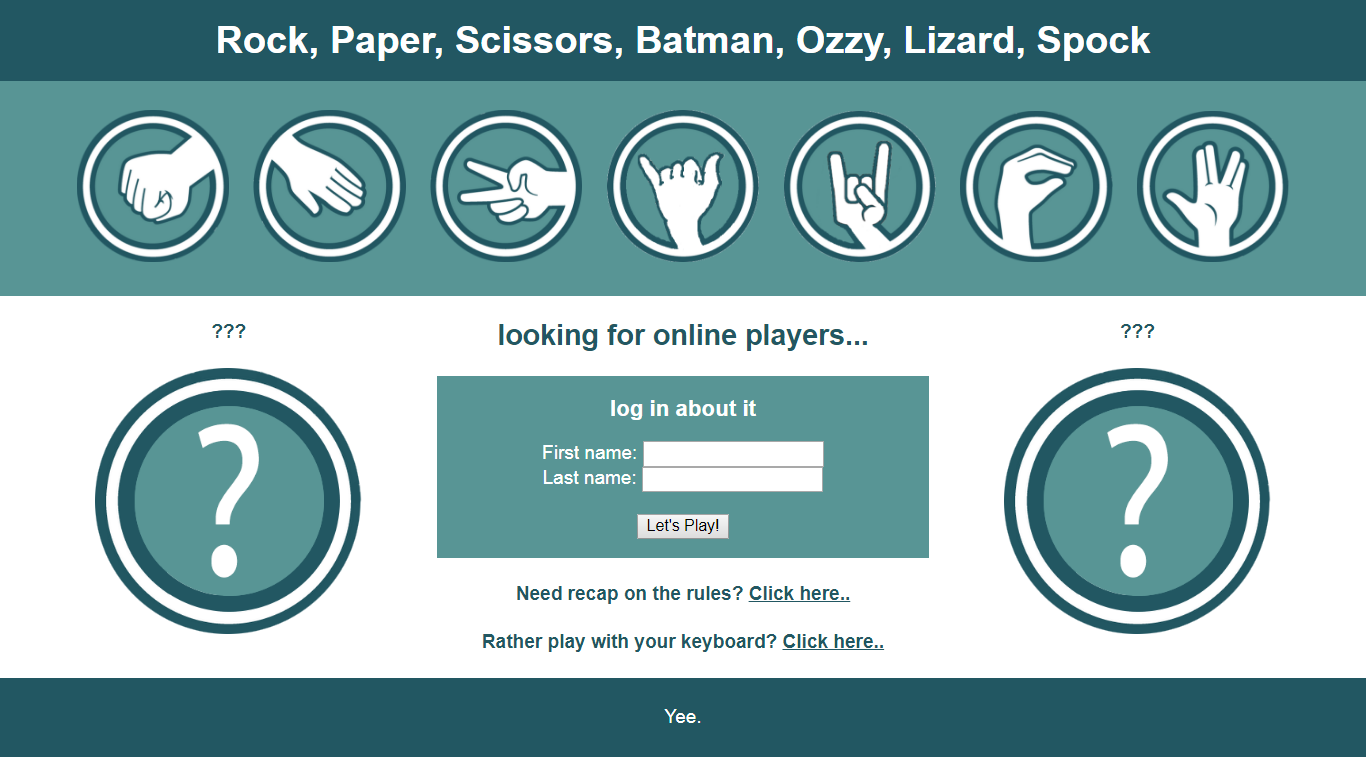 Rock, Paper, Scissors, Batman, Ozzy, Lizard, Spock
???
looking for online players...
???
?
log in about it
First name:
Last name:
Let's Play!
?
Need recap on the rules? Click here..
Rather play with your keyboard? Click here..
Yee.